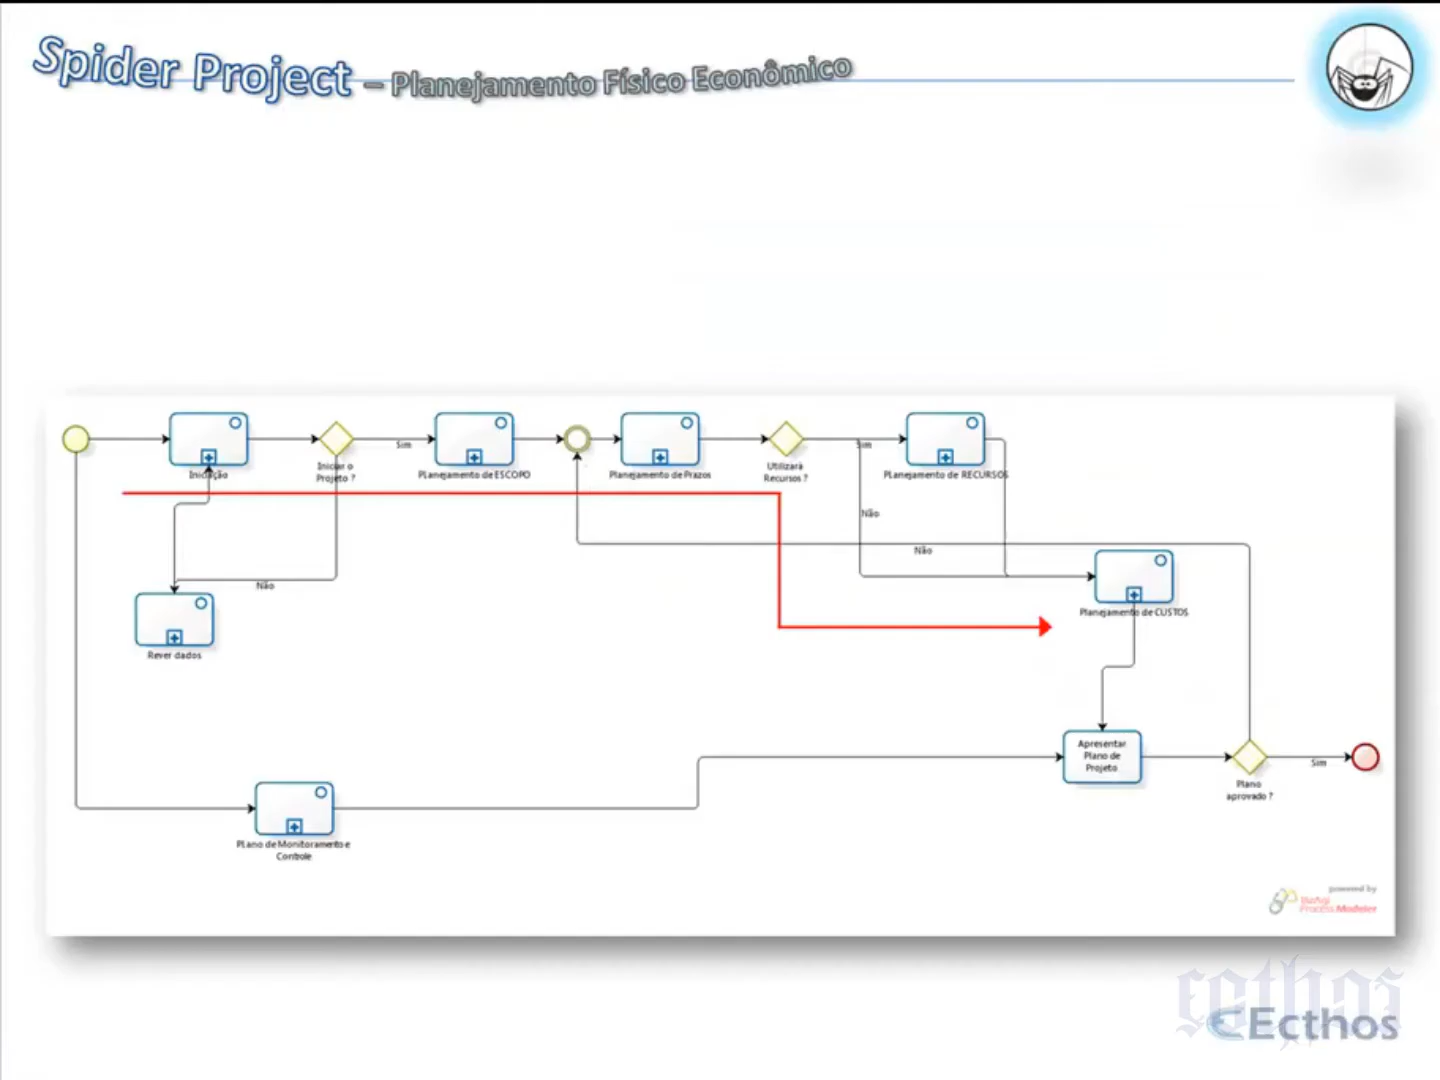 Spider Project – Planejamento Físico Econômico
Sim
Sim
Iniciação
Iniciar o
Projeto ?
Planejamento de ESCOPO
Planejamento de Prazos
Utilizará
Recursos ?
Planejamento de RECURSOS
Não
Não
Não
Planejamento de CUSTOS
Rever dados
Apresentar
Plano de
Projeto
Sim
Plano
aprovado ?
PLano de Monitoramento e
Controle
powered by
BizAgi
Process Modeler
ecthos
Ecthos